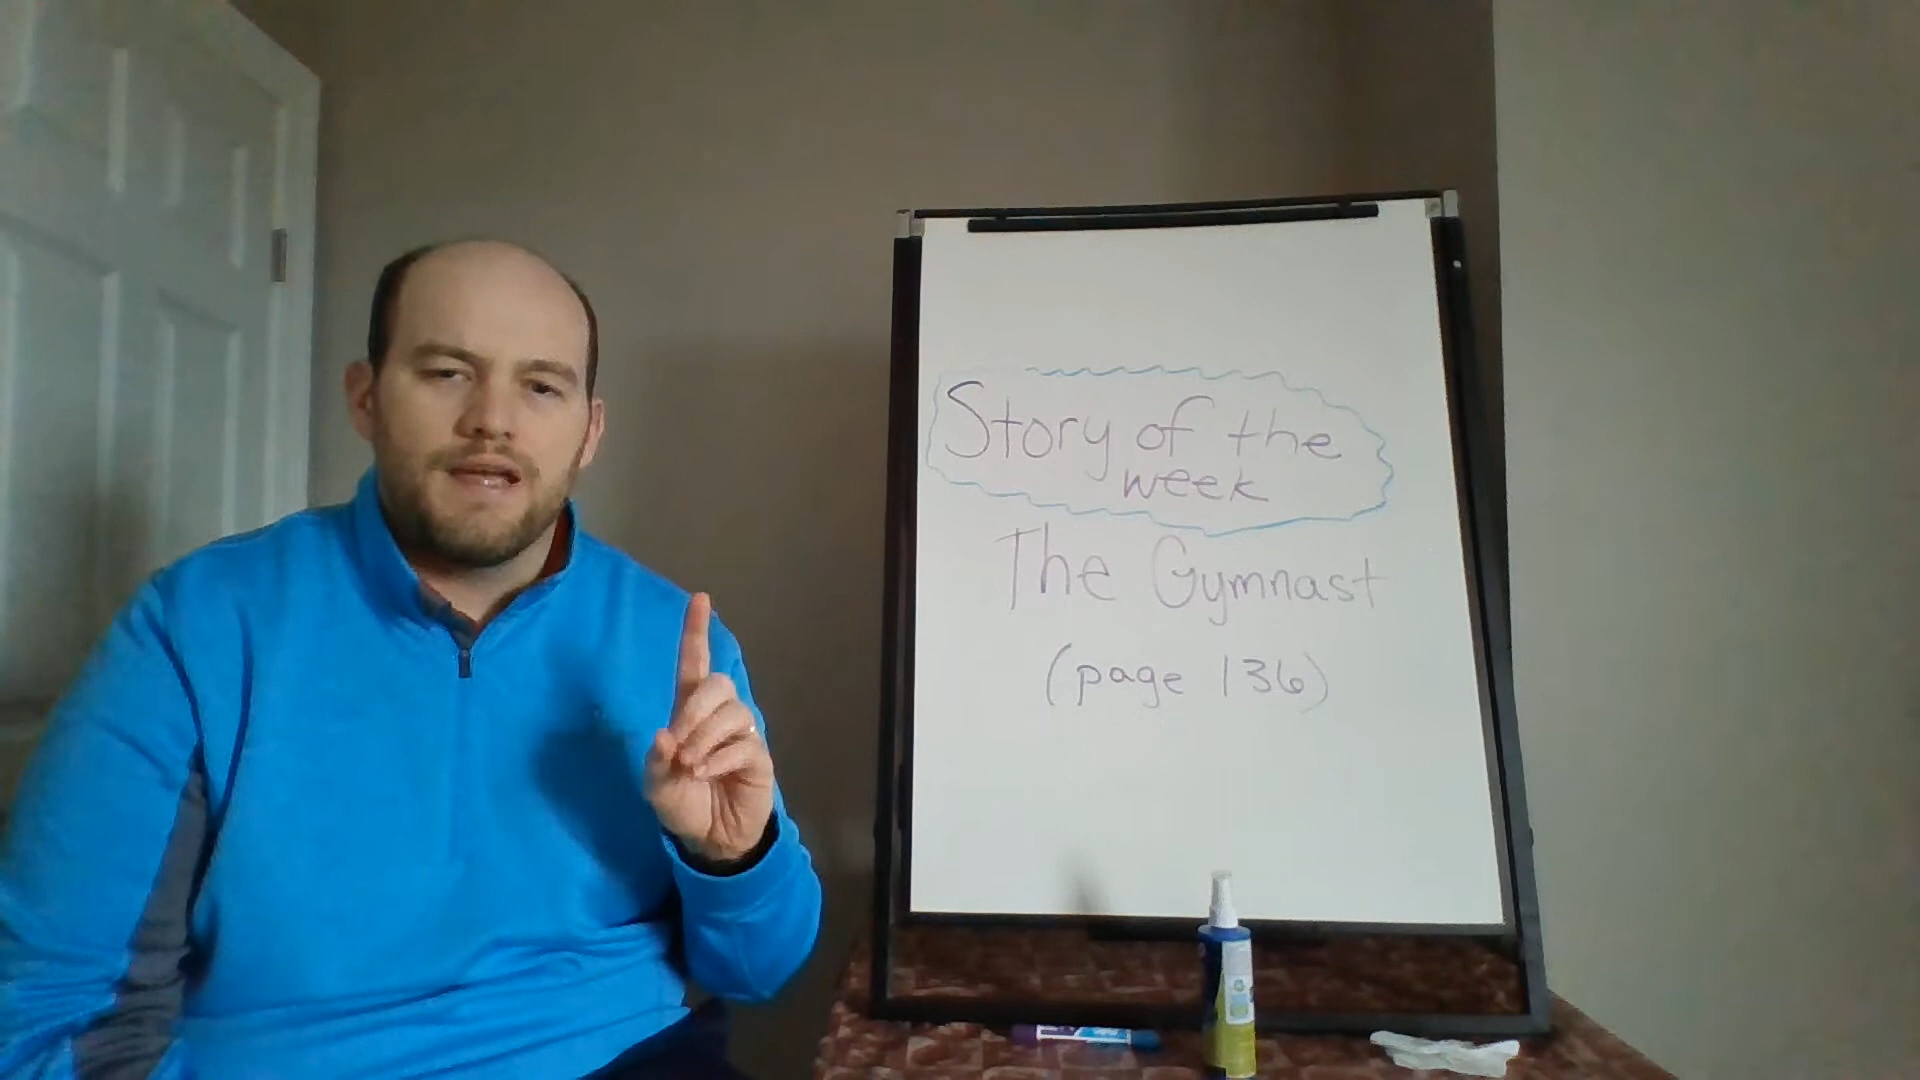 Story of the
week
The Gymnast
(page 136)